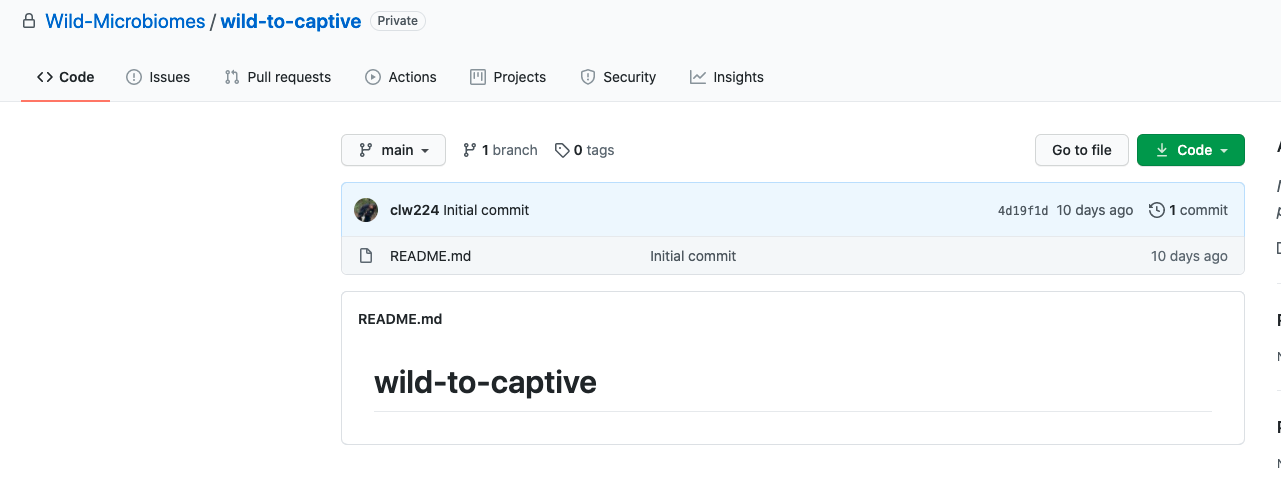 Wild-Microbiomes / wild-to-captive Private
Code Issues Pull requests Actions Projects Security Insights
main 1 branch 0 tags Go to file Code
clw224 Initial commit 4d19f1d 10 days ago 1 commit
README.md Initial commit 10 days ago
README.md
wild-to-captive